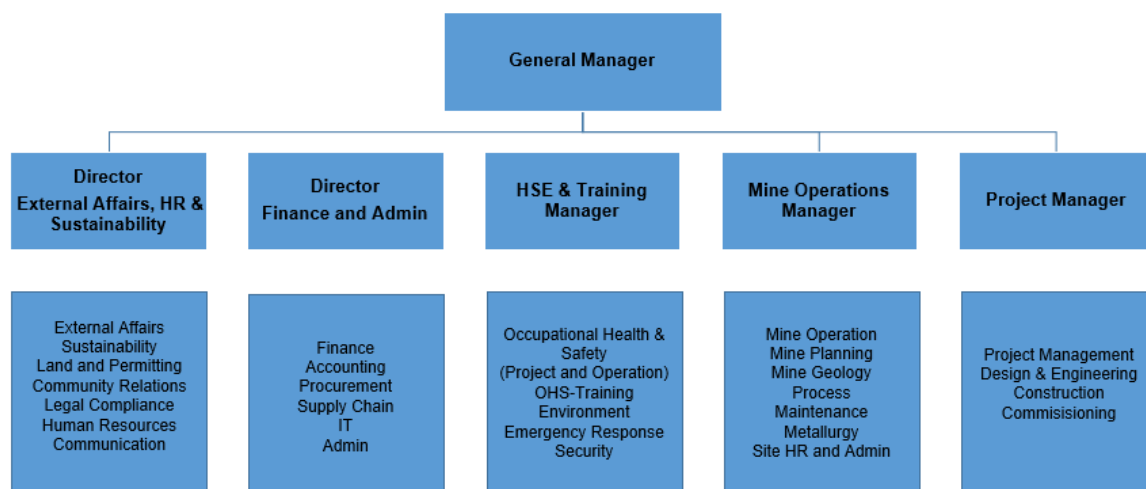 General Manager
Director
External Affairs, HR &
Sustainability
Director
Finance and Admin
HSE & Training
Manager
Mine Operations
Manager
Project Manager
External Affairs
Sustainability
Land and Permitting
Community Relations
Legal Compliance
Human Resources
Communication
Finance
Accounting
Procurement
Supply Chain
IT
Admin
Occupational Health &
Safety
(Project and Operation)
OHS-Training
Environment
Emergency Response
Security
Mine Operation
Mine Planning
Mine Geology
Process
Maintenance
Metallurgy
Site HR and Admin
Project Management
Design & Engineering
Construction
Commisisioning